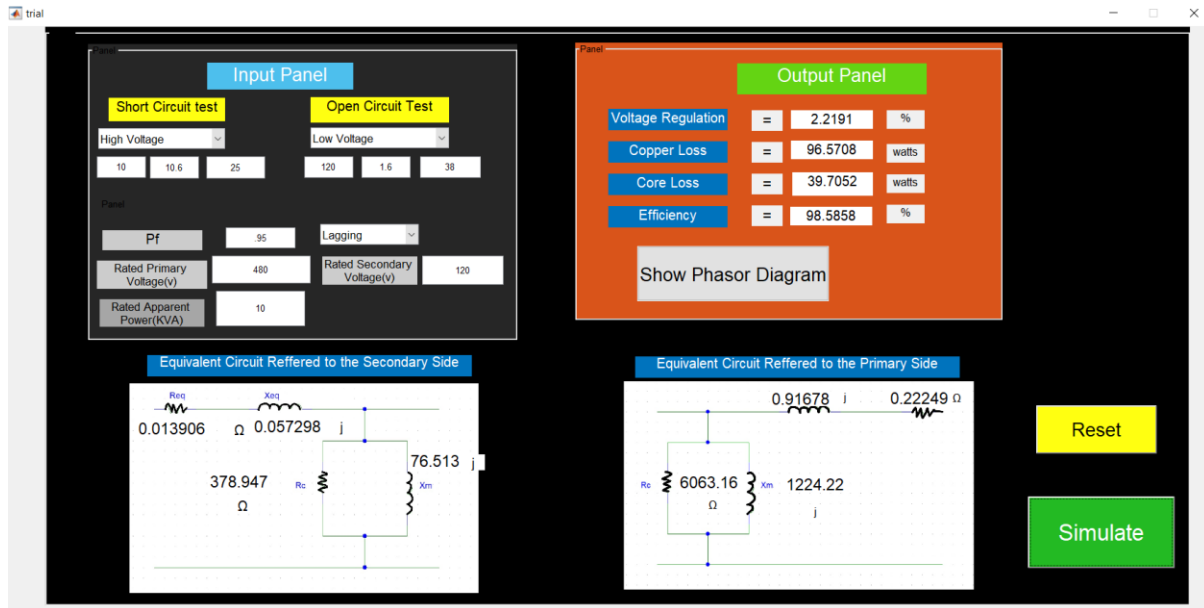 trial
Panel
Input Panel
Short Circuit test
Open Circuit Test
High Voltage
Low Voltage
10
10.6
25
120
1.6
38
Panel
Pf
.95
Lagging
Rated Primary
Voltage(v)
480
Rated Secondary
Voltage(v)
120
Rated Apparent
Power(KVA)
10
Panel
Output Panel
Voltage Regulation
=
2.2191
%
Copper Loss
=
96.5708
watts
Core Loss
=
39.7052
watts
Efficiency
=
98.5858
%
Show Phasor Diagram
Equivalent Circuit Reffered to the Secondary Side
Req
Xeq
0.013906
Ω
0.057298
j
378.947
Ω
Rc
76.513
j
Xm
Equivalent Circuit Reffered to the Primary Side
0.91678
j
0.22249
Ω
Rc
6063.16
Ω
Xm
1224.22
j
Reset
Simulate